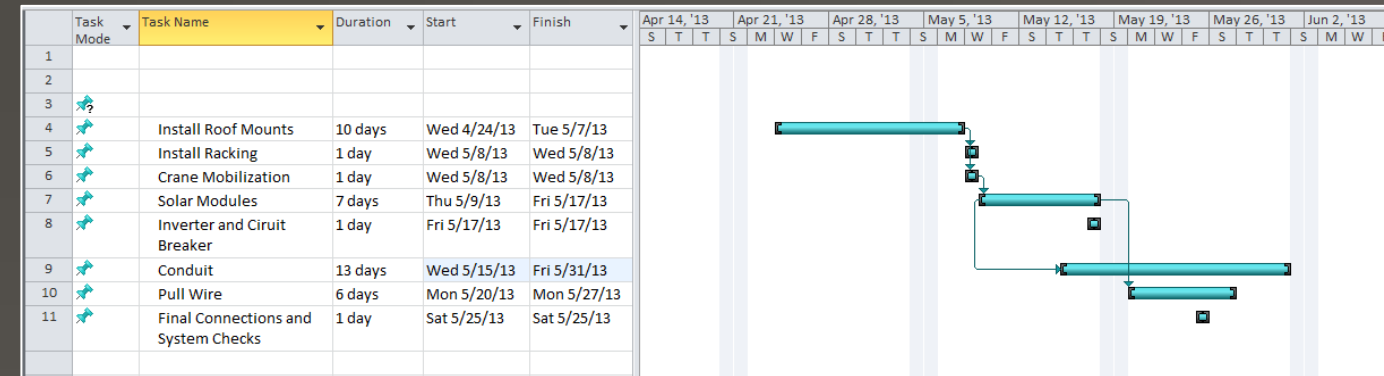 Task Mode Task Name Duration Start Finish Apr 14, '13 Apr 21, '13 Apr 28, '13 May 5, '13 May 12, '13 May 19, '13 May 26, '13 Jun 2, '13
S T T S M W F S T T S M W F S T T S M W F S T T S M W
1
2
3 ?
4 Install Roof Mounts 10 days Wed 4/24/13 Tue 5/7/13
5 Install Racking 1 day Wed 5/8/13 Wed 5/8/13
6 Crane Mobilization 1 day Wed 5/8/13 Wed 5/8/13
7 Solar Modules 7 days Thu 5/9/13 Fri 5/17/13
8 Inverter and Ciruit 1 day Fri 5/17/13 Fri 5/17/13
Breaker
9 Conduit 13 days Wed 5/15/13 Fri 5/31/13
10 Pull Wire 6 days Mon 5/20/13 Mon 5/27/13
11 Final Connections and 1 day Sat 5/25/13 Sat 5/25/13
System Checks